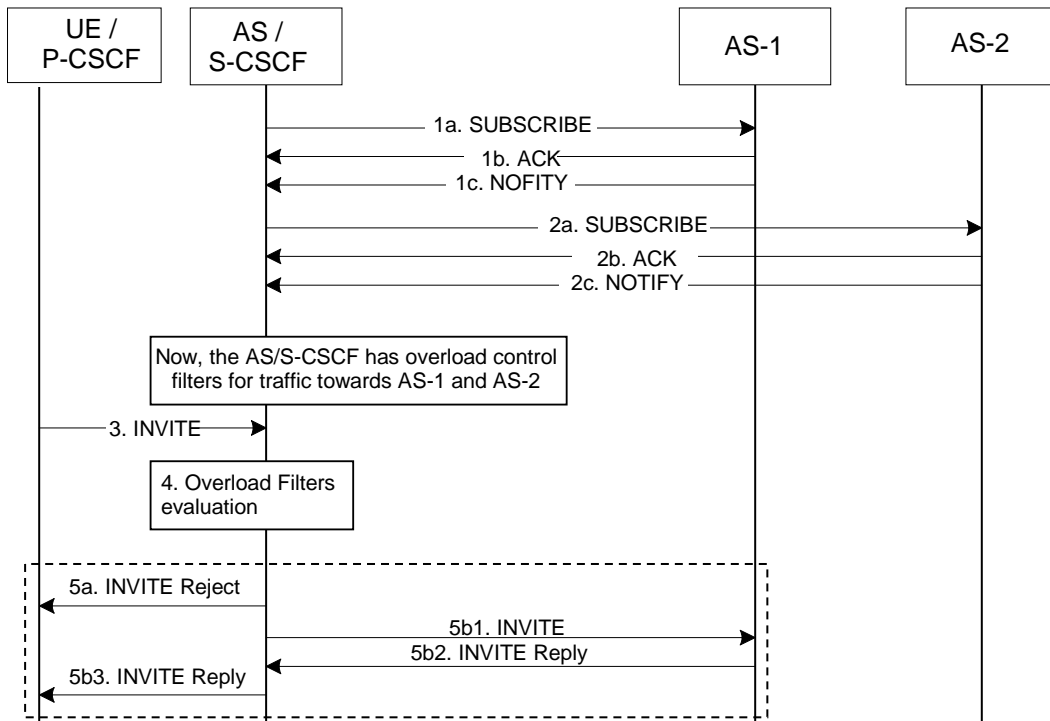 UE /
P-CSCF
AS /
S-CSCF
AS-1
AS-2
1a. SUBSCRIBE
1b. ACK
1c. NOFITY
2a. SUBSCRIBE
2b. ACK
2c. NOTIFY
Now, the AS/S-CSCF has overload control
filters for traffic towards AS-1 and AS-2
3. INVITE
4. Overload Filters
evaluation
5a. INVITE Reject
5b1. INVITE
5b2. INVITE Reply
5b3. INVITE Reply